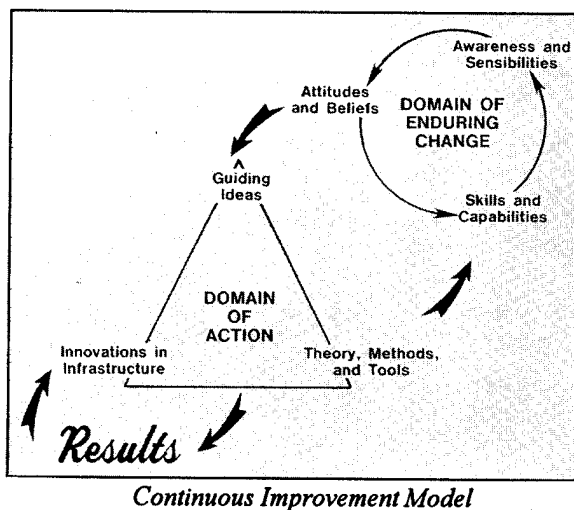 Awareness and
Sensibilities
Attitudes
and Beliefs
DOMAIN OF
ENDURING
CHANGE
Guiding
Ideas
Skills and
Capabilities
DOMAIN
OF
ACTION
Innovations in
Infrastructure
Theory, Methods,
and Tools
Results
Continuous Improvement Model